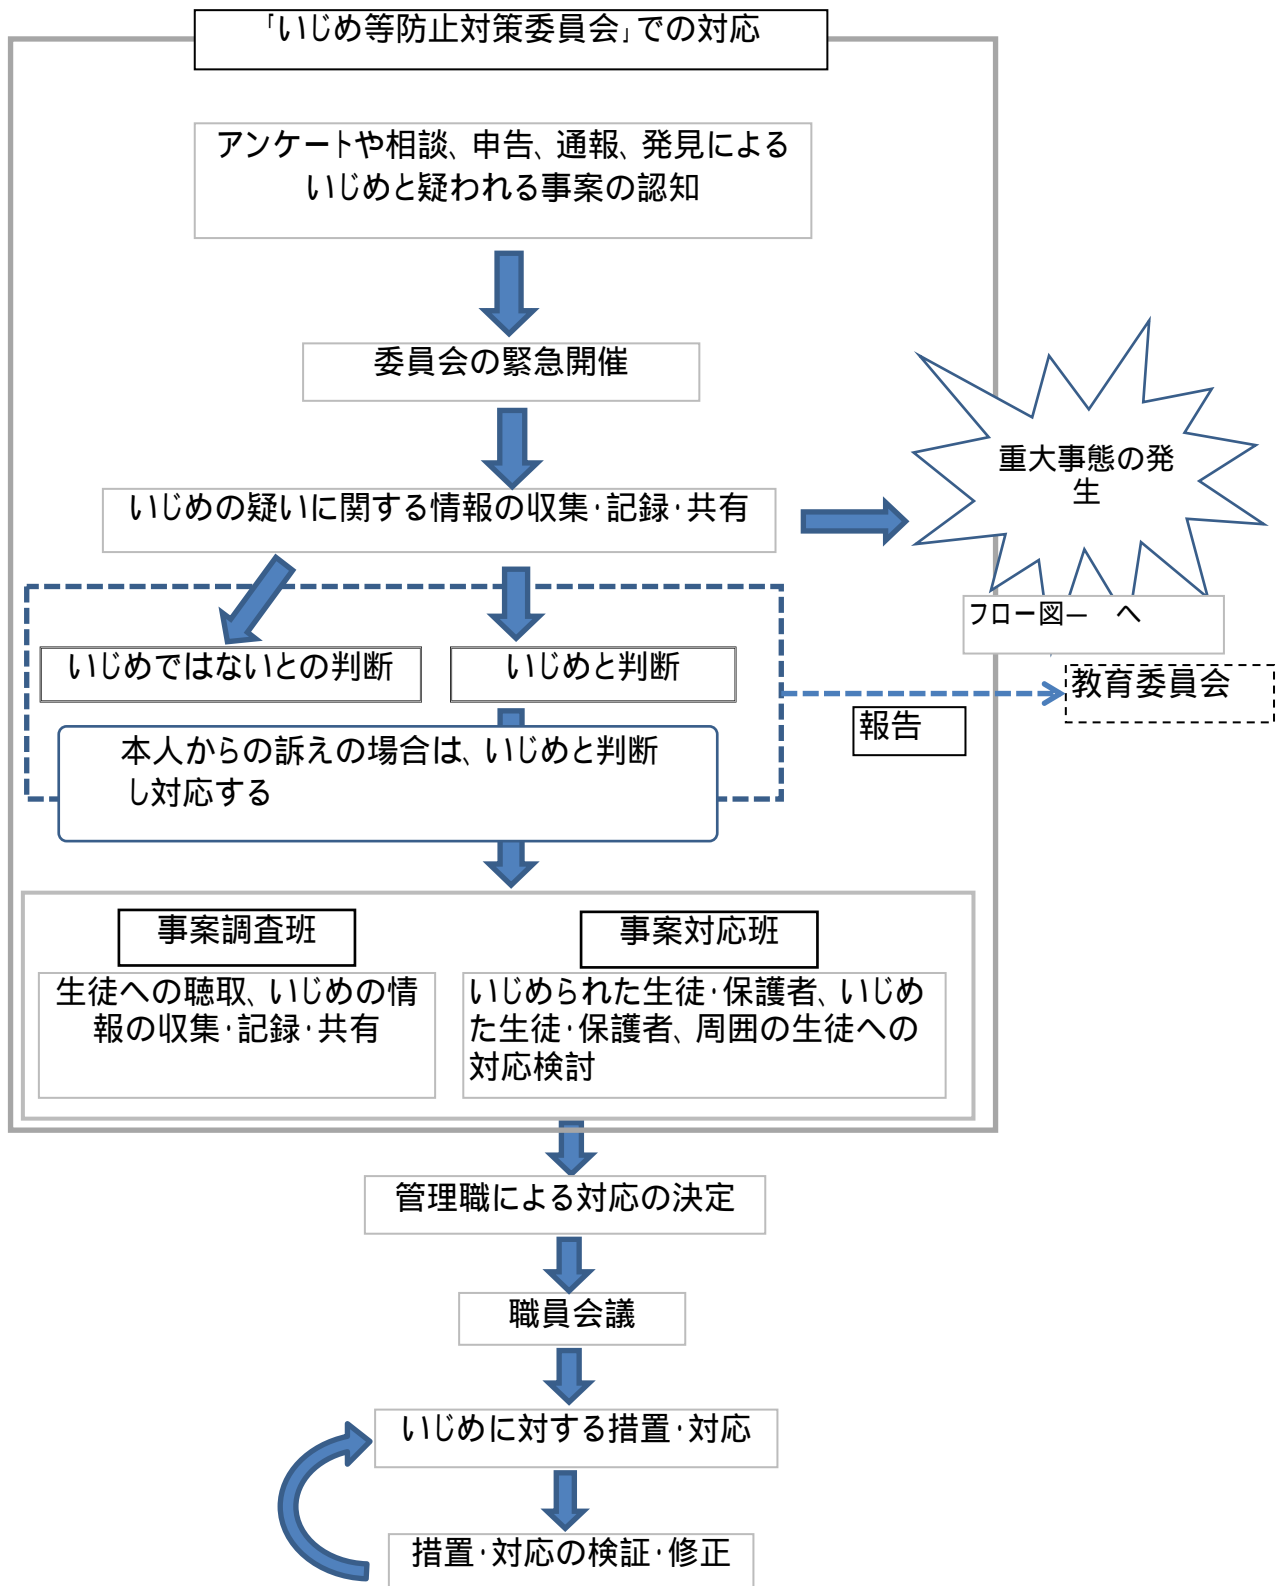 「いじめ等防止対策委員会」での対応
アンケートや相談、申告、通報、発見による
いじめと疑われる事案の認知
委員会の緊急開催
いじめの疑いに関する情報の収集・記録・共有
重大事態の発
生
フロー図― へ
いじめではないとの判断
いじめと判断
教育委員会
報告
本人からの訴えの場合は、いじめと判断
し対応する
事案調査班
生徒への聴取、いじめの情
報の収集・記録・共有
事案対応班
いじめられた生徒・保護者、いじめ
た生徒・保護者、周囲の生徒への
対応検討
管理職による対応の決定
職員会議
いじめに対する措置・対応
措置・対応の検証・修正